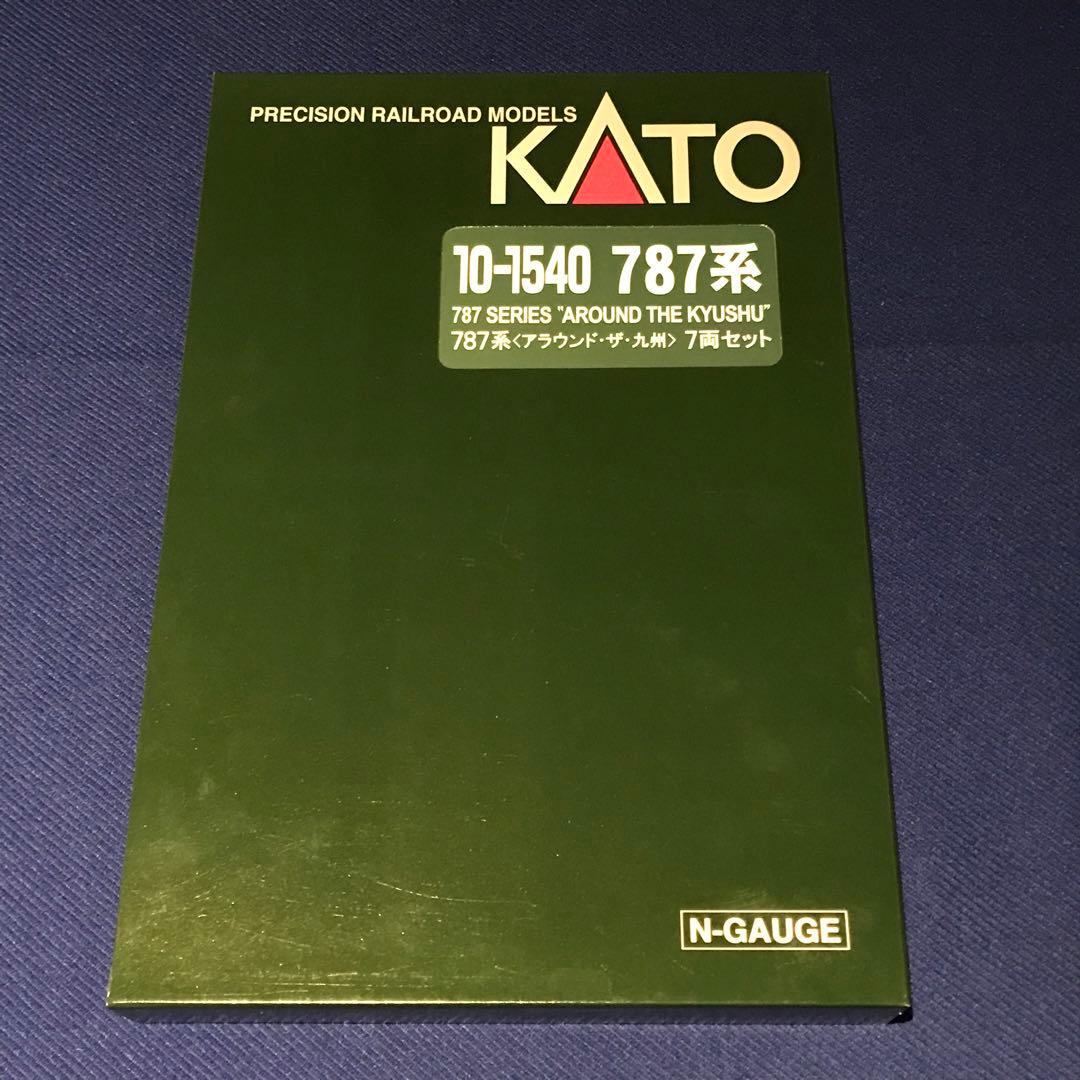 PRECISION RAILROAD MODELS
KATO
10-1540 787系
787 SERIES "AROUND THE KYUSHU"
787系<アラウンド・ザ・九州> 7両セット
N-GAUGE